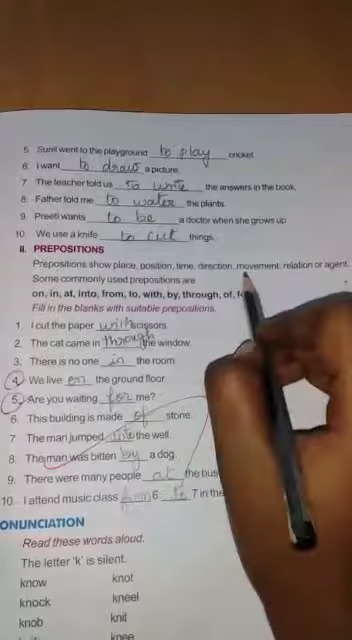 5. Sunil went to the playground to play cricket.
6. I want to draw a picture.
7. The teacher told us to write the answers in the book.
8. Father told me to water the plants.
9. Preeti wants to be a doctor when she grows up.
10. We use a knife to cut things.
II. PREPOSITIONS
Prepositions show place, position, time, direction, movement, relation or agent.
Some commonly used prepositions are
on, in, at, into, from, to, with, by, through, of,
Fill in the blanks with suitable prepositions.
1. I cut the paper with scissors.
2. The cat came in through the window.
3. There is no one in the room.
4. We live on the ground floor
5. Are you waiting for me?
6. This building is made of stone.
7. The man jumped into the well.
8. The man was bitten by a dog.
9. There were many people at the bus
10. I attend music class from 6 to 7 in the
ONUNCIATION
Read these words aloud.
The letter 'k' is silent.
know knot
knock kneel
knob knit
knee